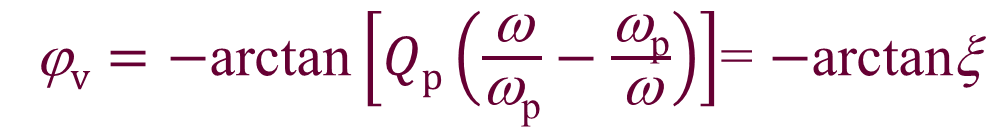 φ_v = −arctan [Q_p (ω/ω_p − ω_p/ω)] = −arctanξ